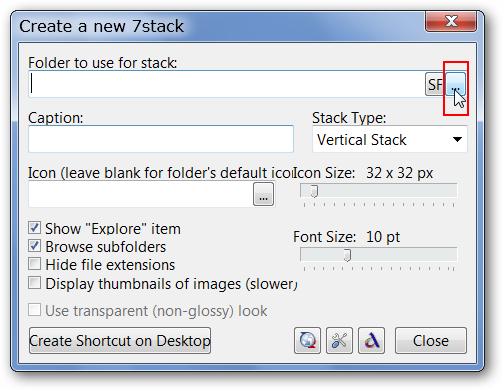 Create a new 7stack
Folder to use for stack:
SF ...
Caption: Stack Type:
Vertical Stack
Icon (leave blank for folder's default icon Icon Size: 32 x 32 px
...
Show "Explore" item
Browse subfolders Font Size: 10 pt
Hide file extensions
Display thumbnails of images (slower)
Use transparent (non-glossy) look
Create Shortcut on Desktop a Close